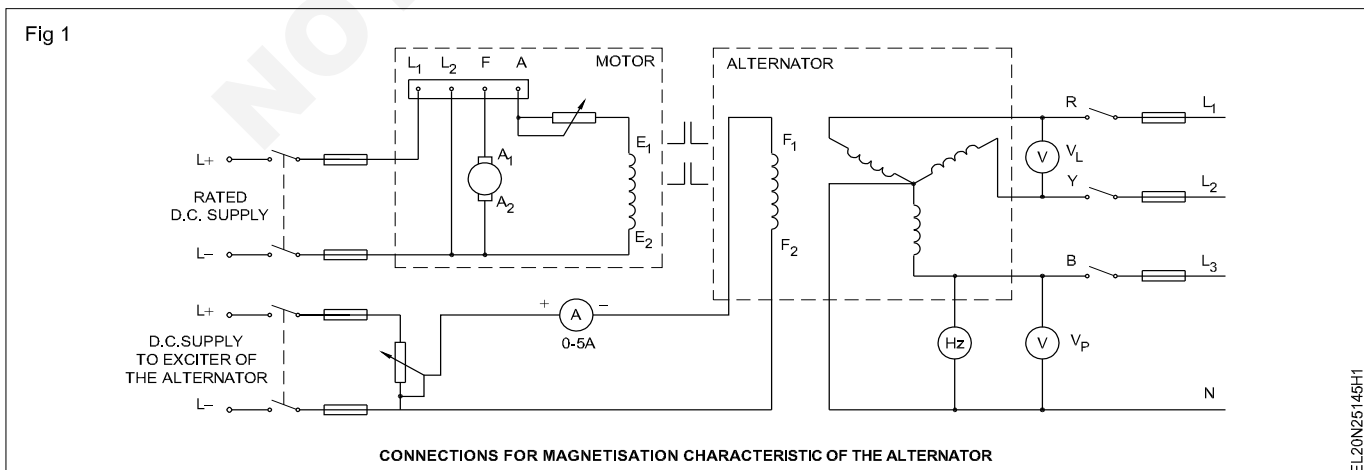 Fig 1
NO
L1 L2 F A
MOTOR
ALTERNATOR
L+
RATED
D.C. SUPPLY
L–
A1
A2
E1
E2
F1
F2
R
L1
V
VL
Y
L2
B
L3
L+
D.C.SUPPLY
TO EXCITER OF
THE ALTERNATOR
L–
+
A
–
0-5A
Hz
V
VP
N
CONNECTIONS FOR MAGNETISATION CHARACTERISTIC OF THE ALTERNATOR
EL20N25145H1